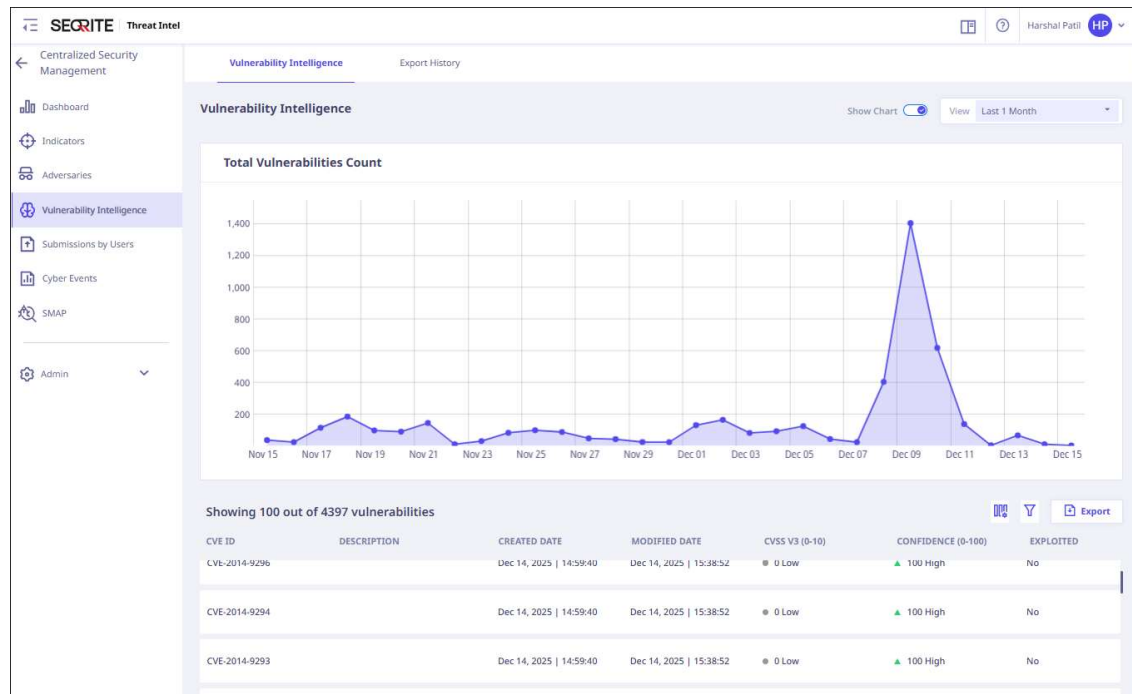 SEQRITE Threat Intel
Harshal Patil HP
Centralized Security
Management
Dashboard
Indicators
Adversaries
Vulnerability Intelligence
Submissions by Users
Cyber Events
SMAP
Admin
Vulnerability Intelligence Export History
Vulnerability Intelligence
Show Chart View Last 1 Month
Total Vulnerabilities Count
1,400
1,200
1,000
800
600
400
200
Nov 15 Nov 17 Nov 19 Nov 21 Nov 23 Nov 25 Nov 27 Nov 29 Dec 01 Dec 03 Dec 05 Dec 07 Dec 09 Dec 11 Dec 13 Dec 15
Showing 100 out of 4397 vulnerabilities
Export
CVE ID DESCRIPTION CREATED DATE MODIFIED DATE CVSS V3 (0-10) CONFIDENCE (0-100) EXPLOITED
CVE-2014-9296 Dec 14, 2025 | 14:59:40 Dec 14, 2025 | 15:38:52 0 Low 100 High No
CVE-2014-9294 Dec 14, 2025 | 14:59:40 Dec 14, 2025 | 15:38:52 0 Low 100 High No
CVE-2014-9293 Dec 14, 2025 | 14:59:40 Dec 14, 2025 | 15:38:52 0 Low 100 High No